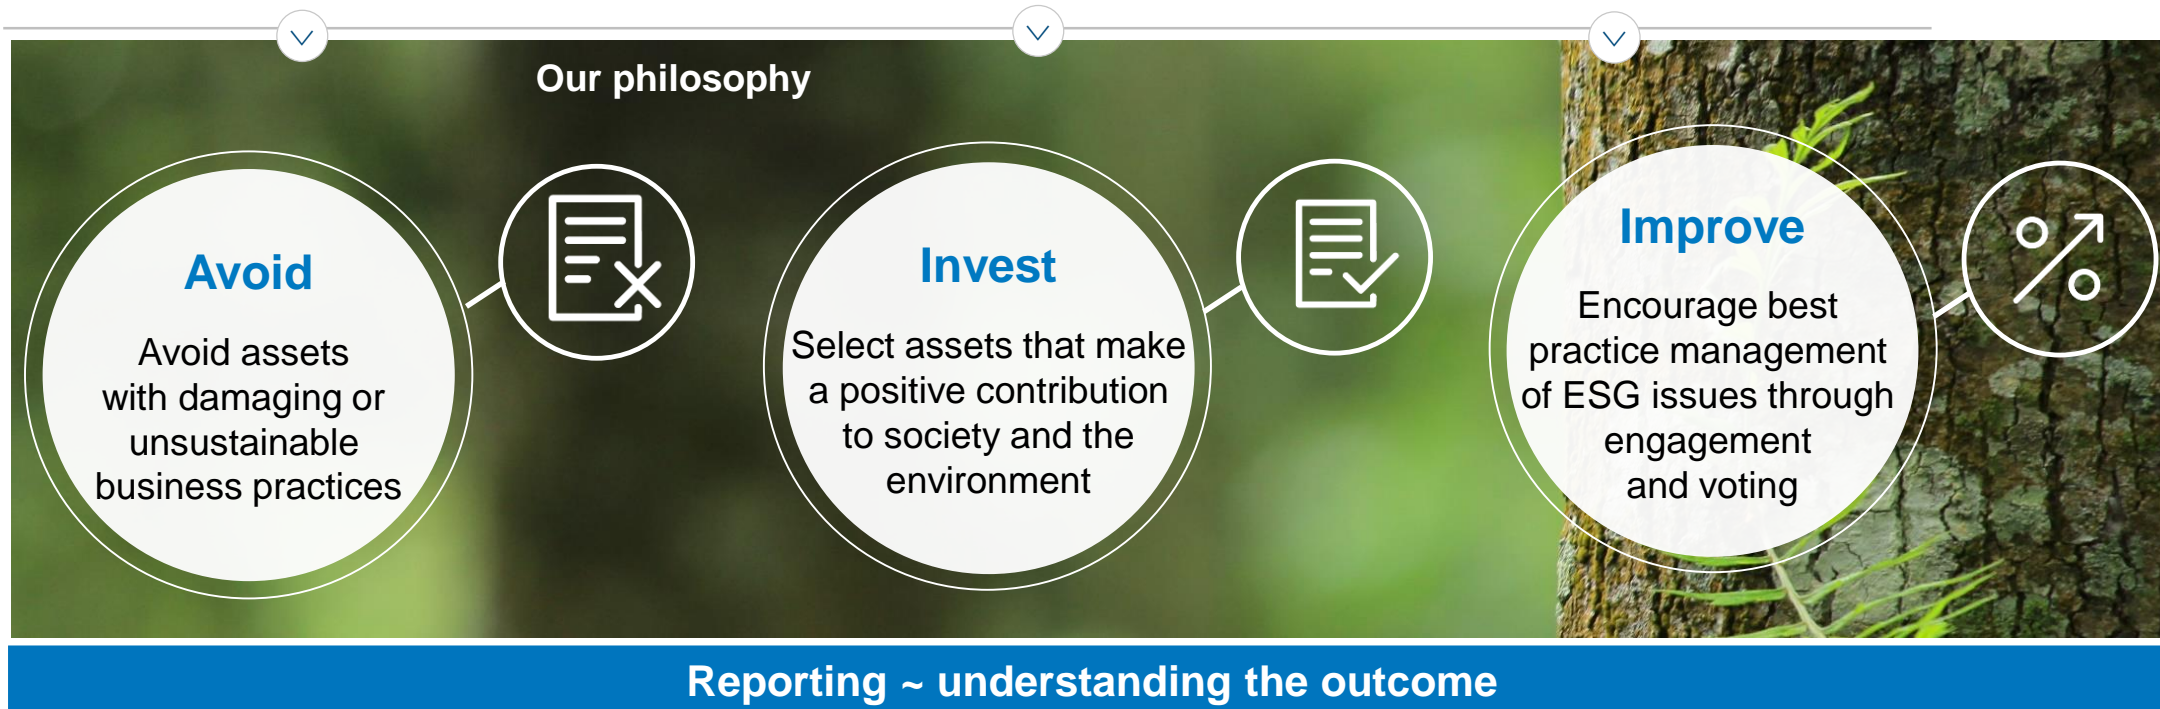 Our philosophy
Avoid
Avoid assets
with damaging or
unsustainable
business practices
Invest
Select assets that make
a positive contribution
to society and the
environment
Improve
Encourage best
practice management
of ESG issues through
engagement
and voting
Reporting ~ understanding the outcome